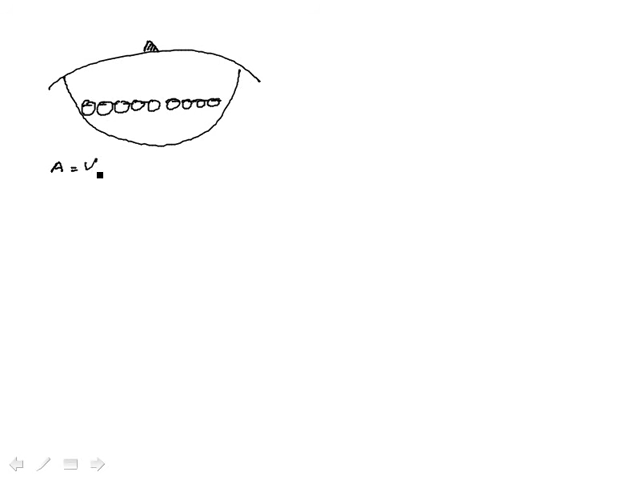 A = V